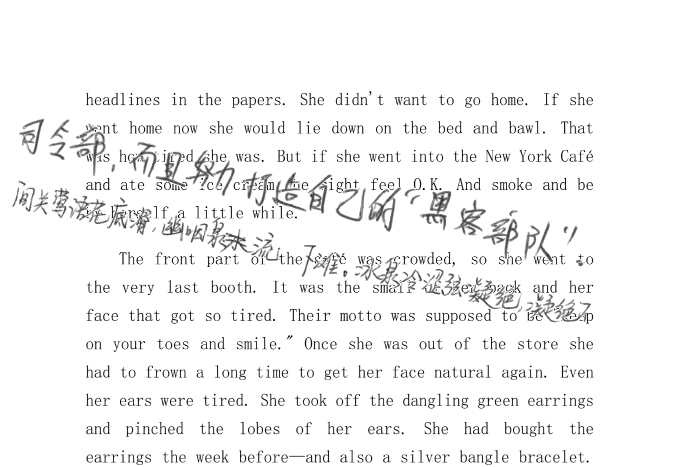 headlines in the papers. She didn't want to go home. If she
went home now she would lie down on the bed and bawl. That
was how tired she was. But if she went into the New York Café
and ate some ice cream she might feel O.K. And smoke and be
by herself a little while.
司令部,而且努力打造自己的“黑客部队”!
间关莺语花底滑,幽咽泉水流下滩。冰泉冷涩弦凝绝,凝绝不
The front part of the café was crowded, so she went to
the very last booth. It was the small of her back and her
face that got so tired. Their motto was supposed to be "Keep
on your toes and smile." Once she was out of the store she
had to frown a long time to get her face natural again. Even
her ears were tired. She took off the dangling green earrings
and pinched the lobes of her ears. She had bought the
earrings the week before—and also a silver bangle bracelet.